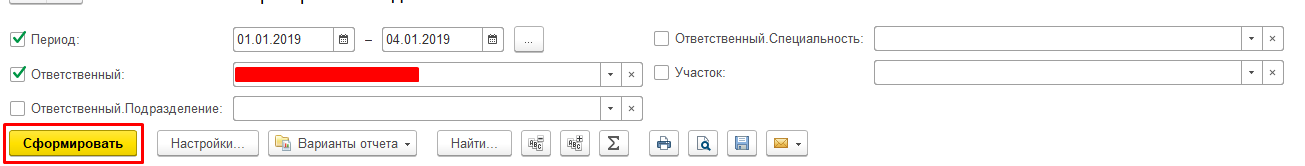 Период: 01.01.2019 – 04.01.2019 ... Ответственный.Специальность:
Ответственный: Участок:
Ответственный.Подразделение:
Сформировать Настройки... Варианты отчета Найти...